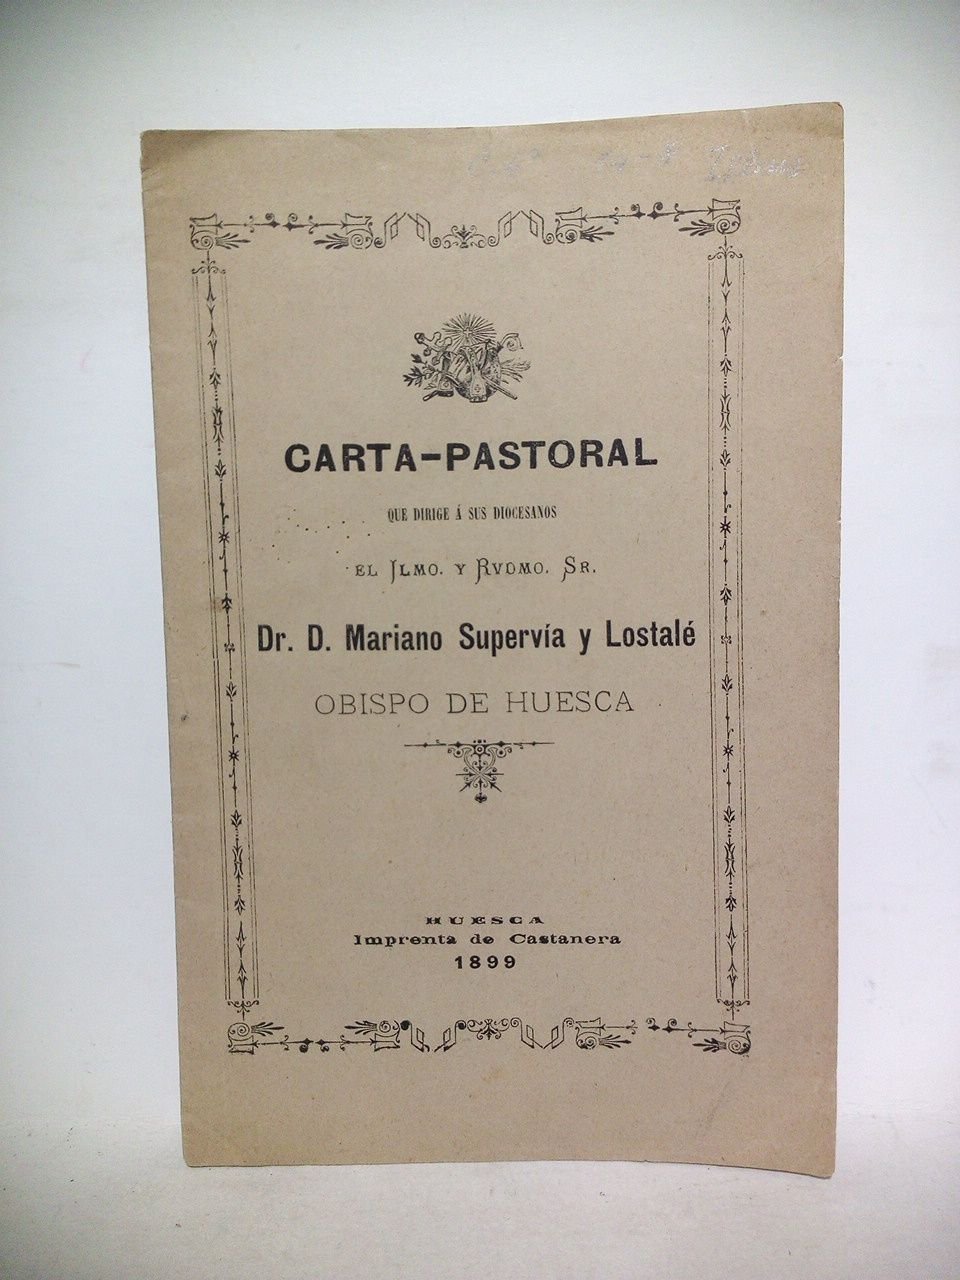 CARTA-PASTORAL
QUE DIRIGE Á SUS DIOCESANOS
EL ILMO. Y RVDMO. SR.
Dr. D. Mariano Supervía y Lostalé
OBISPO DE HUESCA
HUESCA
Imprenta de Castanera
1899